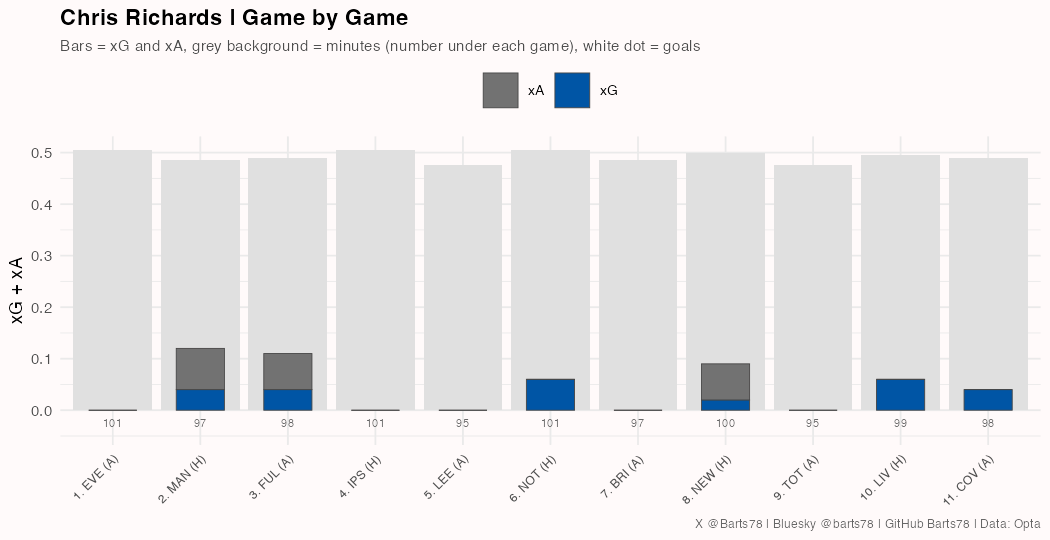 Chris Richards | Game by Game
Bars = xG and xA, grey background = minutes (number under each game), white dot = goals
xA xG
xG + xA
0.5
0.4
0.3
0.2
0.1
0.0
101 97 98 101 95 101 97 100 95 99 98
1. EVE (A) 2. MAN (H) 3. FUL (A) 4. IPS (H) 5. LEE (A) 6. NOT (H) 7. BRI (A) 8. NEW (H) 9. TOT (A) 10. LIV (H) 11. COV (A)
X @Barts78 | Bluesky @barts78 | GitHub Barts78 | Data: Opta